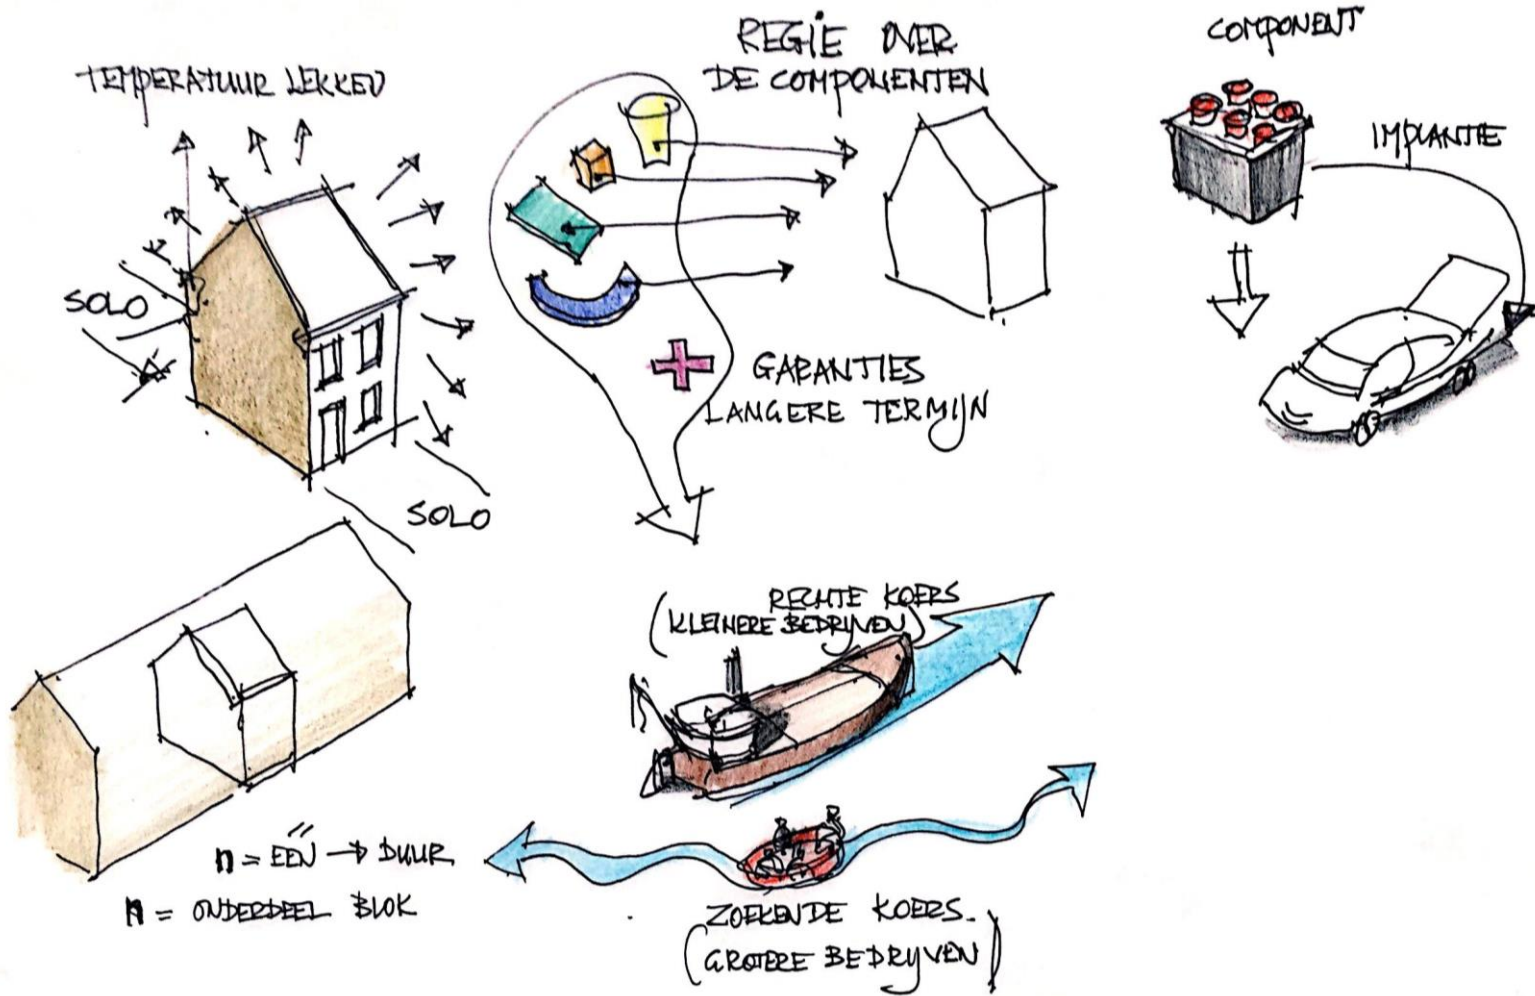 TEMPERATUUR LEKKEN
SOLO
SOLO
REGIE OVER
DE COMPONENTEN
GARANTIES
LANGERE TERMIJN
COMPONENT
IMPLANTIE
n = ÉÉN → DUUR
n = ONDERDEEL BLOK
RECHTE KOERS
(KLEINERE BEDRIJVEN)
ZOEKENDE KOERS.
(GROTERE BEDRIJVEN)